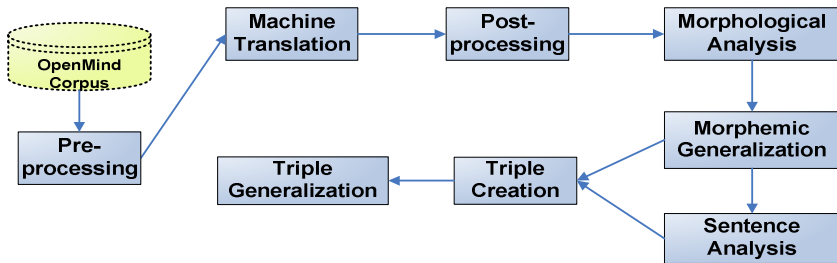 OpenMind
Corpus
Pre-
processing
Machine
Translation
Post-
processing
Morphological
Analysis
Morphemic
Generalization
Sentence
Analysis
Triple
Creation
Triple
Generalization